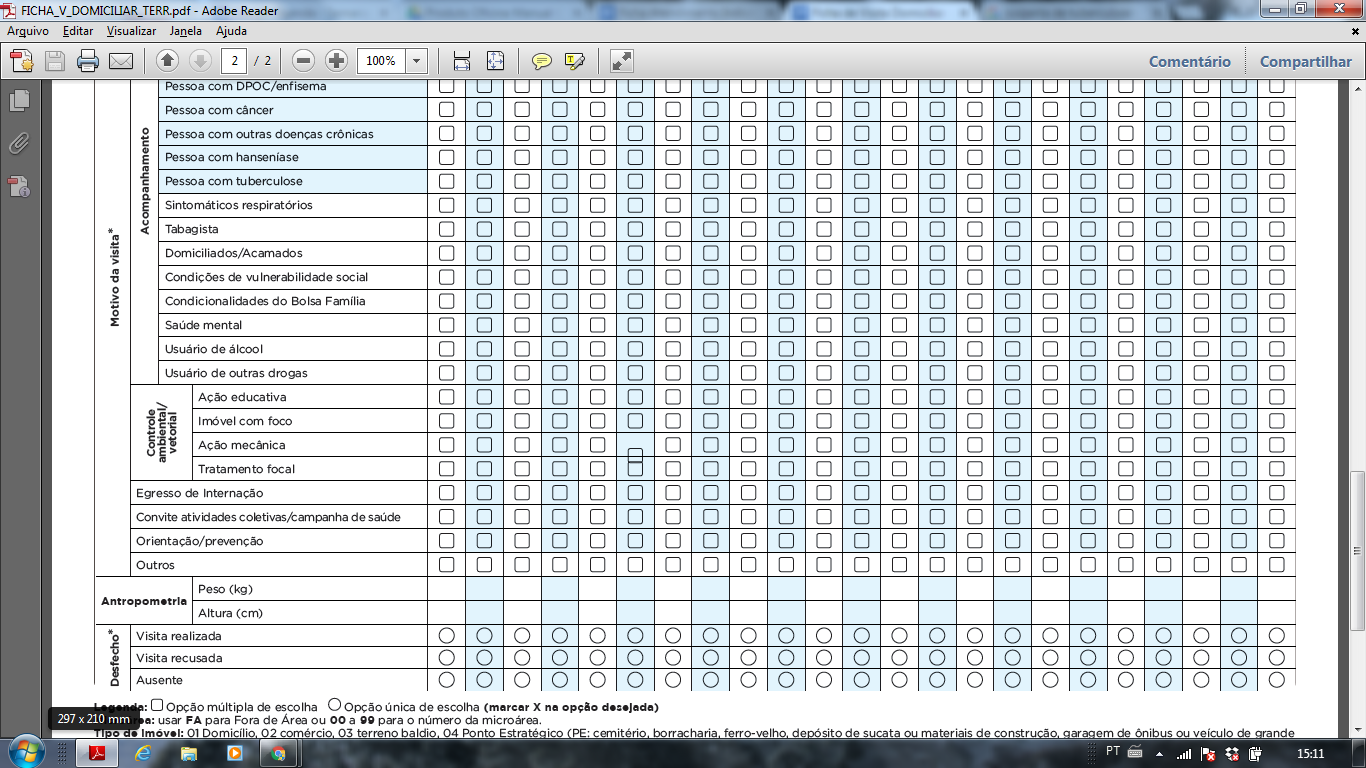 FICHA_V_DOMICILIAR_TERR.pdf - Adobe Reader
Arquivo Editar Visualizar Janela Ajuda
2 / 2 100% Comentário Compartilhar
Motivo da visita*
Acompanhamento
Pessoa com DPOC/enfisema
Pessoa com câncer
Pessoa com outras doenças crônicas
Pessoa com hanseníase
Pessoa com tuberculose
Sintomáticos respiratórios
Tabagista
Domiciliados/Acamados
Condições de vulnerabilidade social
Condicionalidades do Bolsa Família
Saúde mental
Usuário de álcool
Usuário de outras drogas
Controle
ambiental/
vetorial
Ação educativa
Imóvel com foco
Ação mecânica
Tratamento focal
Egresso de Internação
Convite atividades coletivas/campanha de saúde
Orientação/prevenção
Outros
Antropometria
Peso (kg)
Altura (cm)
Desfecho*
Visita realizada
Visita recusada
Ausente
Legenda: Opção múltipla de escolha Opção única de escolha (marcar X na opção desejada)
usar FA para Fora de Área ou 00 a 99 para o número da microárea.
297 x 210 mm
Tipo de Imóvel: 01 Domicílio, 02 comércio, 03 terreno baldio, 04 Ponto Estratégico (PE: cemitério, borracharia, ferro-velho, depósito de sucata ou materiais de construção, garagem de ônibus ou veículo de grande
PT 15:11